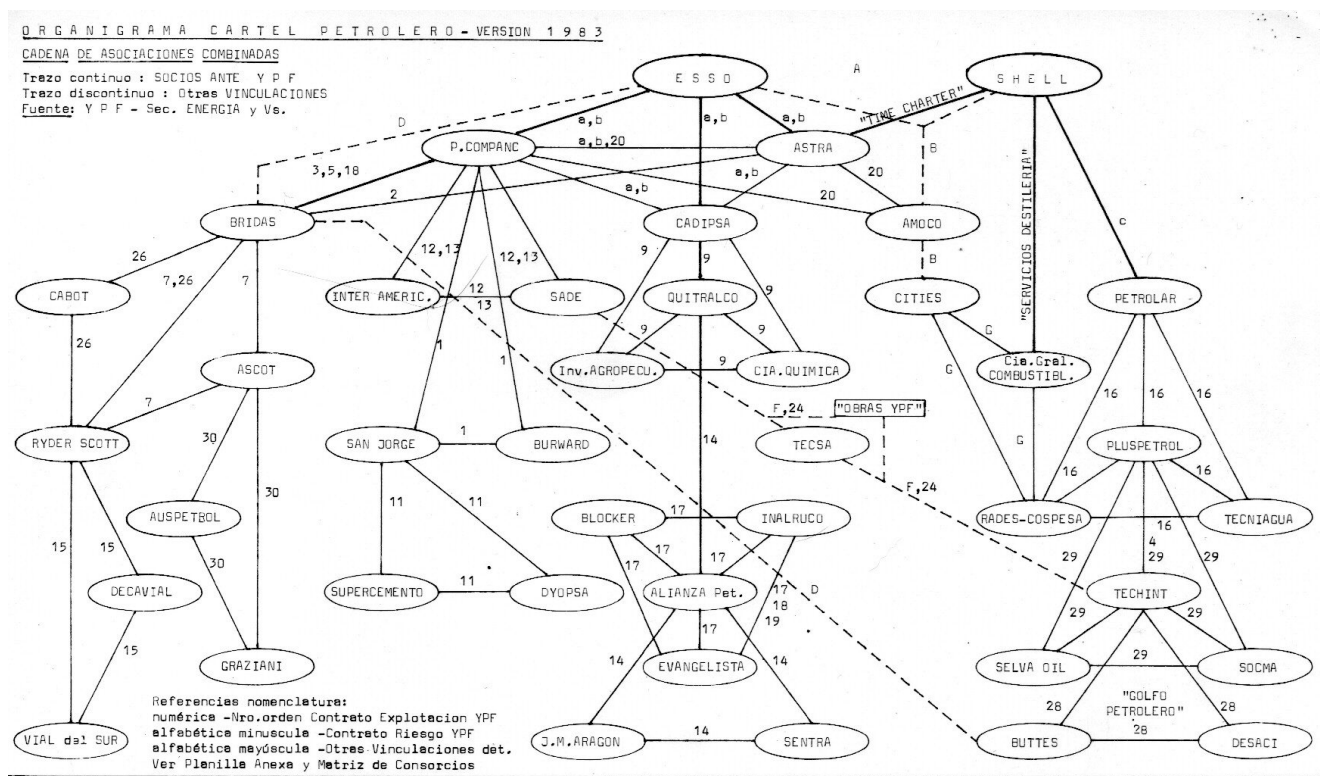 ORGANIGRAMA CARTEL PETROLERO - VERSION 1983
CADENA DE ASOCIACIONES COMBINADAS
Trazo continuo : SOCIOS ANTE Y P F
Trazo discontinuo : Otras VINCULACIONES
Fuente: Y P F - Sec. ENERGIA y Vs.
E S S O
A
S H E L L
"TIME CHARTER"
D
a,b
a,b
a,b
P.COMPANC
a,b,20
ASTRA
B
3,5,18
2
a,b
a,b
20
20
"SERVICIOS DESTILERIA"
c
BRIDAS
CADIPSA
AMOCO
26
7,26
7
12,13
12,13
9
9
9
B
CABOT
INTER AMERIC.
12
13
SADE
QUITRALCO
CITIES
PETROLAR
26
1
1
9
9
G
G
ASCOT
Inv.AGROPECU.
9
CIA.QUIMICA
Cia.Gral.
COMBUSTIBL.
16
16
16
7
30
F,24
"OBRAS YPF"
RYDER SCOTT
SAN JORGE
1
BURWARD
14
TECSA
G
PLUSPETROL
30
16
16
11
11
F,24
AUSPETROL
BLOCKER
17
INALRUCO
RADES-COSPESA
16
TECNIAGUA
15
15
30
17
17
29
4
29
29
DECAVIAL
SUPERCEMENTO
11
DYOPSA
ALIANZA Pet.
17
18
19
D
TECHINT
15
17
29
29
GRAZIANI
14
EVANGELISTA
14
SELVA OIL
29
SOCMA
Referencias nomenclatura:
numérica -Nro.orden Contrato Explotacion YPF
alfabética minuscula -Contrato Riesgo YPF
alfabética mayúscula -Otras Vinculaciones det.
Ver Planilla Anexa y Matriz de Consorcios
28
"GOLFO
PETROLERO"
28
VIAL del SUR
J.M.ARAGON
14
SENTRA
BUTTES
28
DESACI